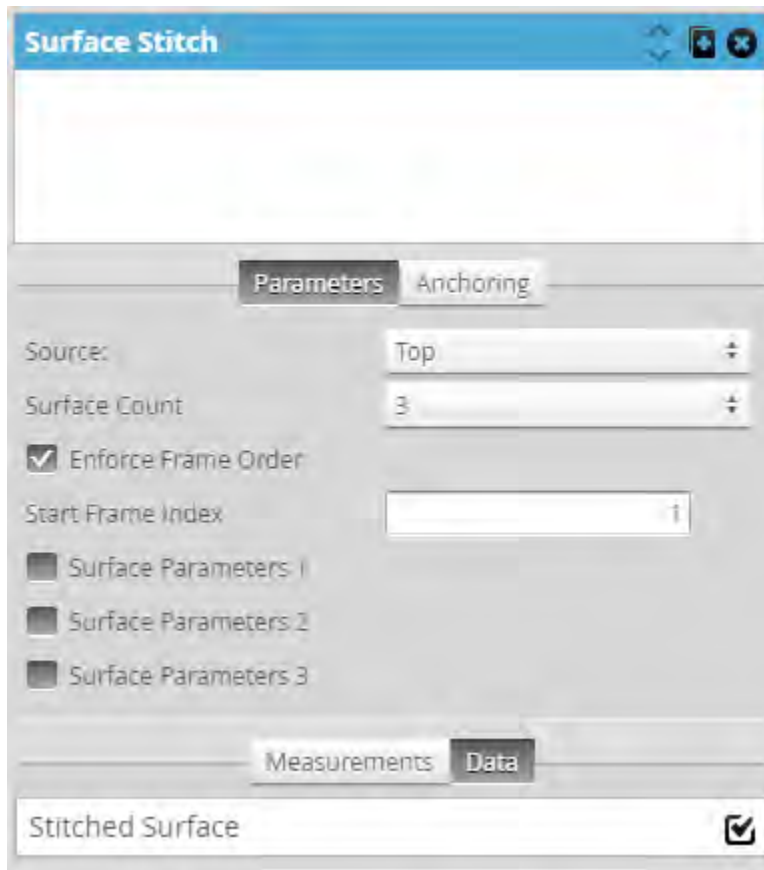 Surface Stitch
Parameters Anchoring
Source: Top
Surface Count 3
Enforce Frame Order
Start Frame Index 1
Surface Parameters 1
Surface Parameters 2
Surface Parameters 3
Measurements Data
Stitched Surface